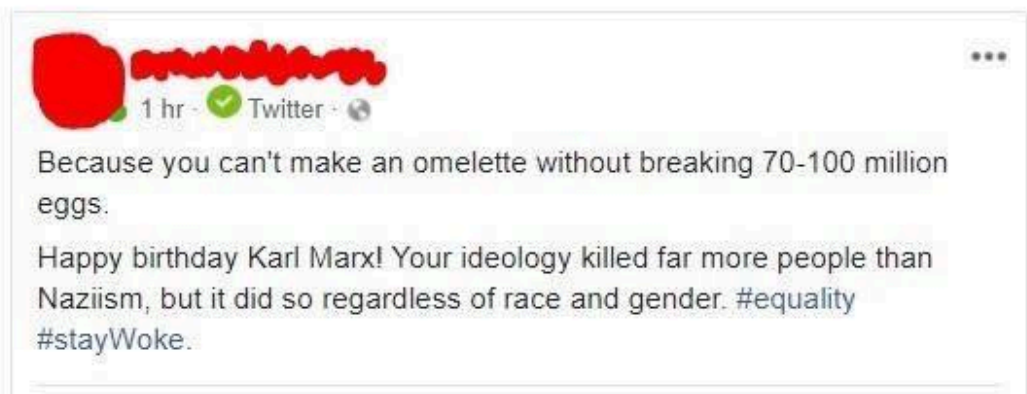 1 hr · Twitter ·
Because you can't make an omelette without breaking 70-100 million
eggs.
Happy birthday Karl Marx! Your ideology killed far more people than
Naziism, but it did so regardless of race and gender. #equality
#stayWoke.